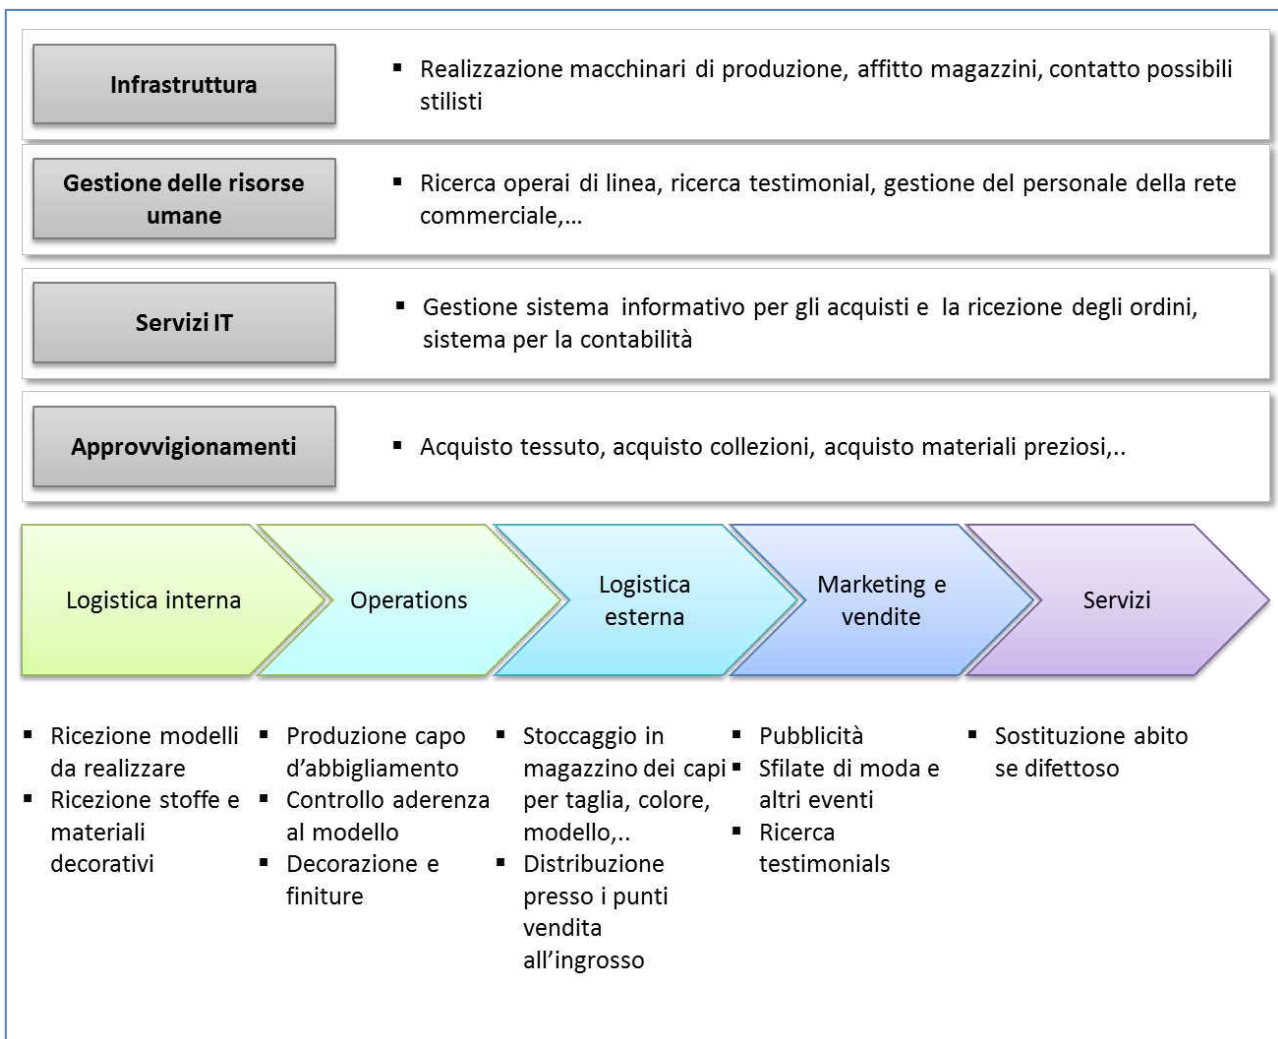 Infrastruttura
▪ Realizzazione macchinari di produzione, affitto magazzini, contatto possibili
stilisti
Gestione delle risorse
umane
▪ Ricerca operai di linea, ricerca testimonial, gestione del personale della rete
commerciale,…
Servizi IT
▪ Gestione sistema informativo per gli acquisti e la ricezione degli ordini,
sistema per la contabilità
Approvvigionamenti
▪ Acquisto tessuto, acquisto collezioni, acquisto materiali preziosi,..
Logistica interna
Operations
Logistica
esterna
Marketing e
vendite
Servizi
▪ Ricezione modelli
da realizzare
▪ Ricezione stoffe e
materiali
decorativi
▪ Produzione capo
d’abbigliamento
▪ Controllo aderenza
al modello
▪ Decorazione e
finiture
▪ Stoccaggio in
magazzino dei capi
per taglia, colore,
modello,..
▪ Distribuzione
presso i punti
vendita
all’ingrosso
▪ Pubblicità
▪ Sfilate di moda e
altri eventi
▪ Ricerca
testimonials
▪ Sostituzione abito
se difettoso